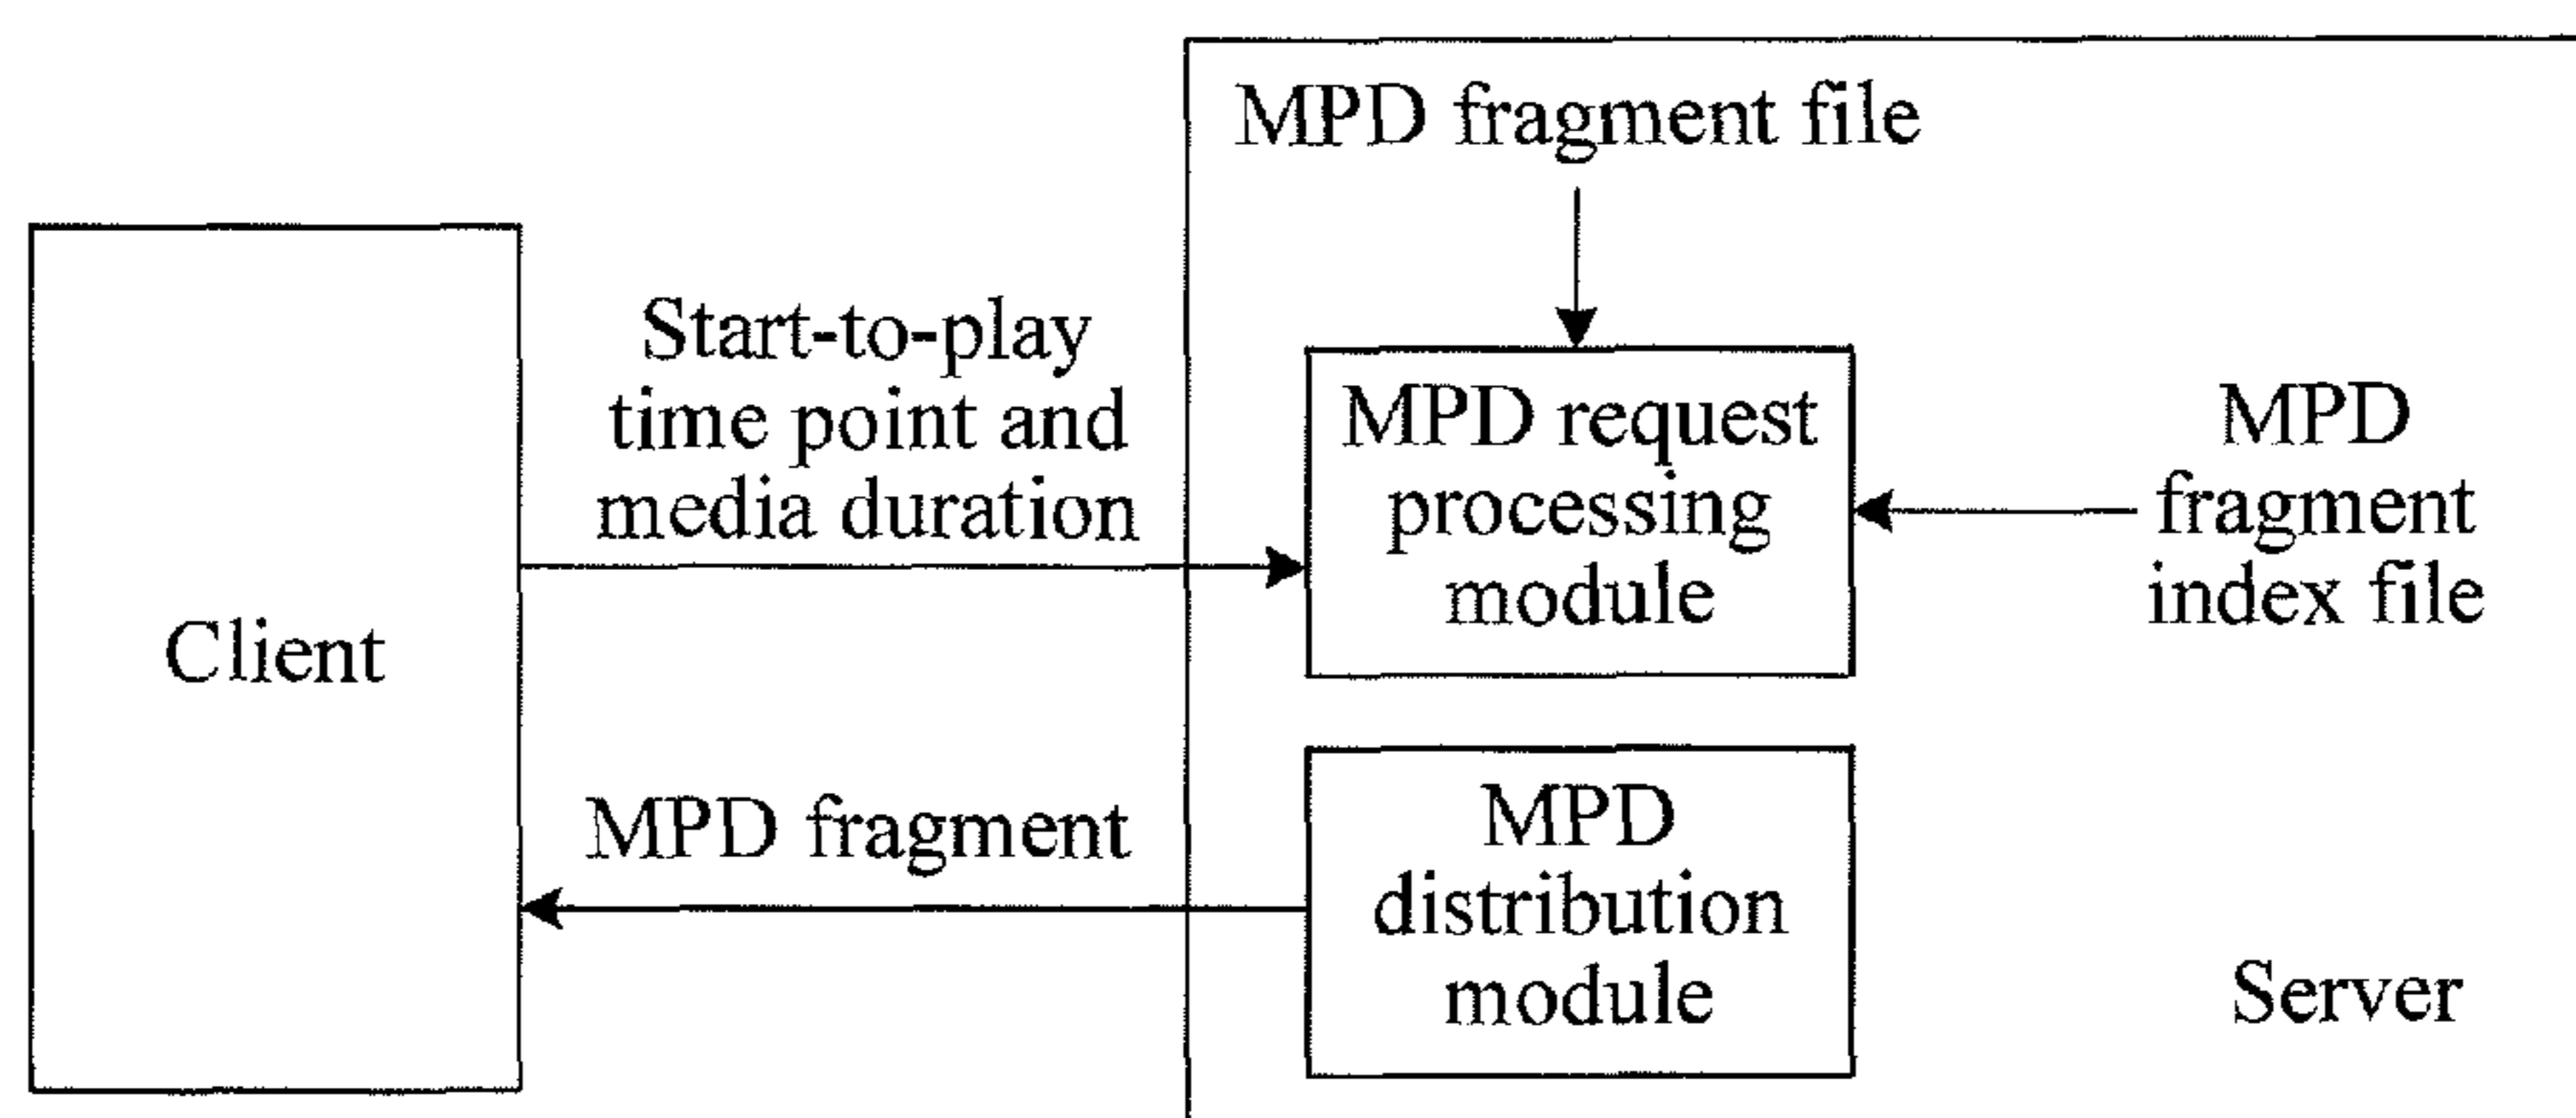 MPD fragment file
Start-to-play
time point and
media duration
MPD request
processing
module
MPD
fragment
index file
Client
MPD fragment
MPD
distribution
module
Server